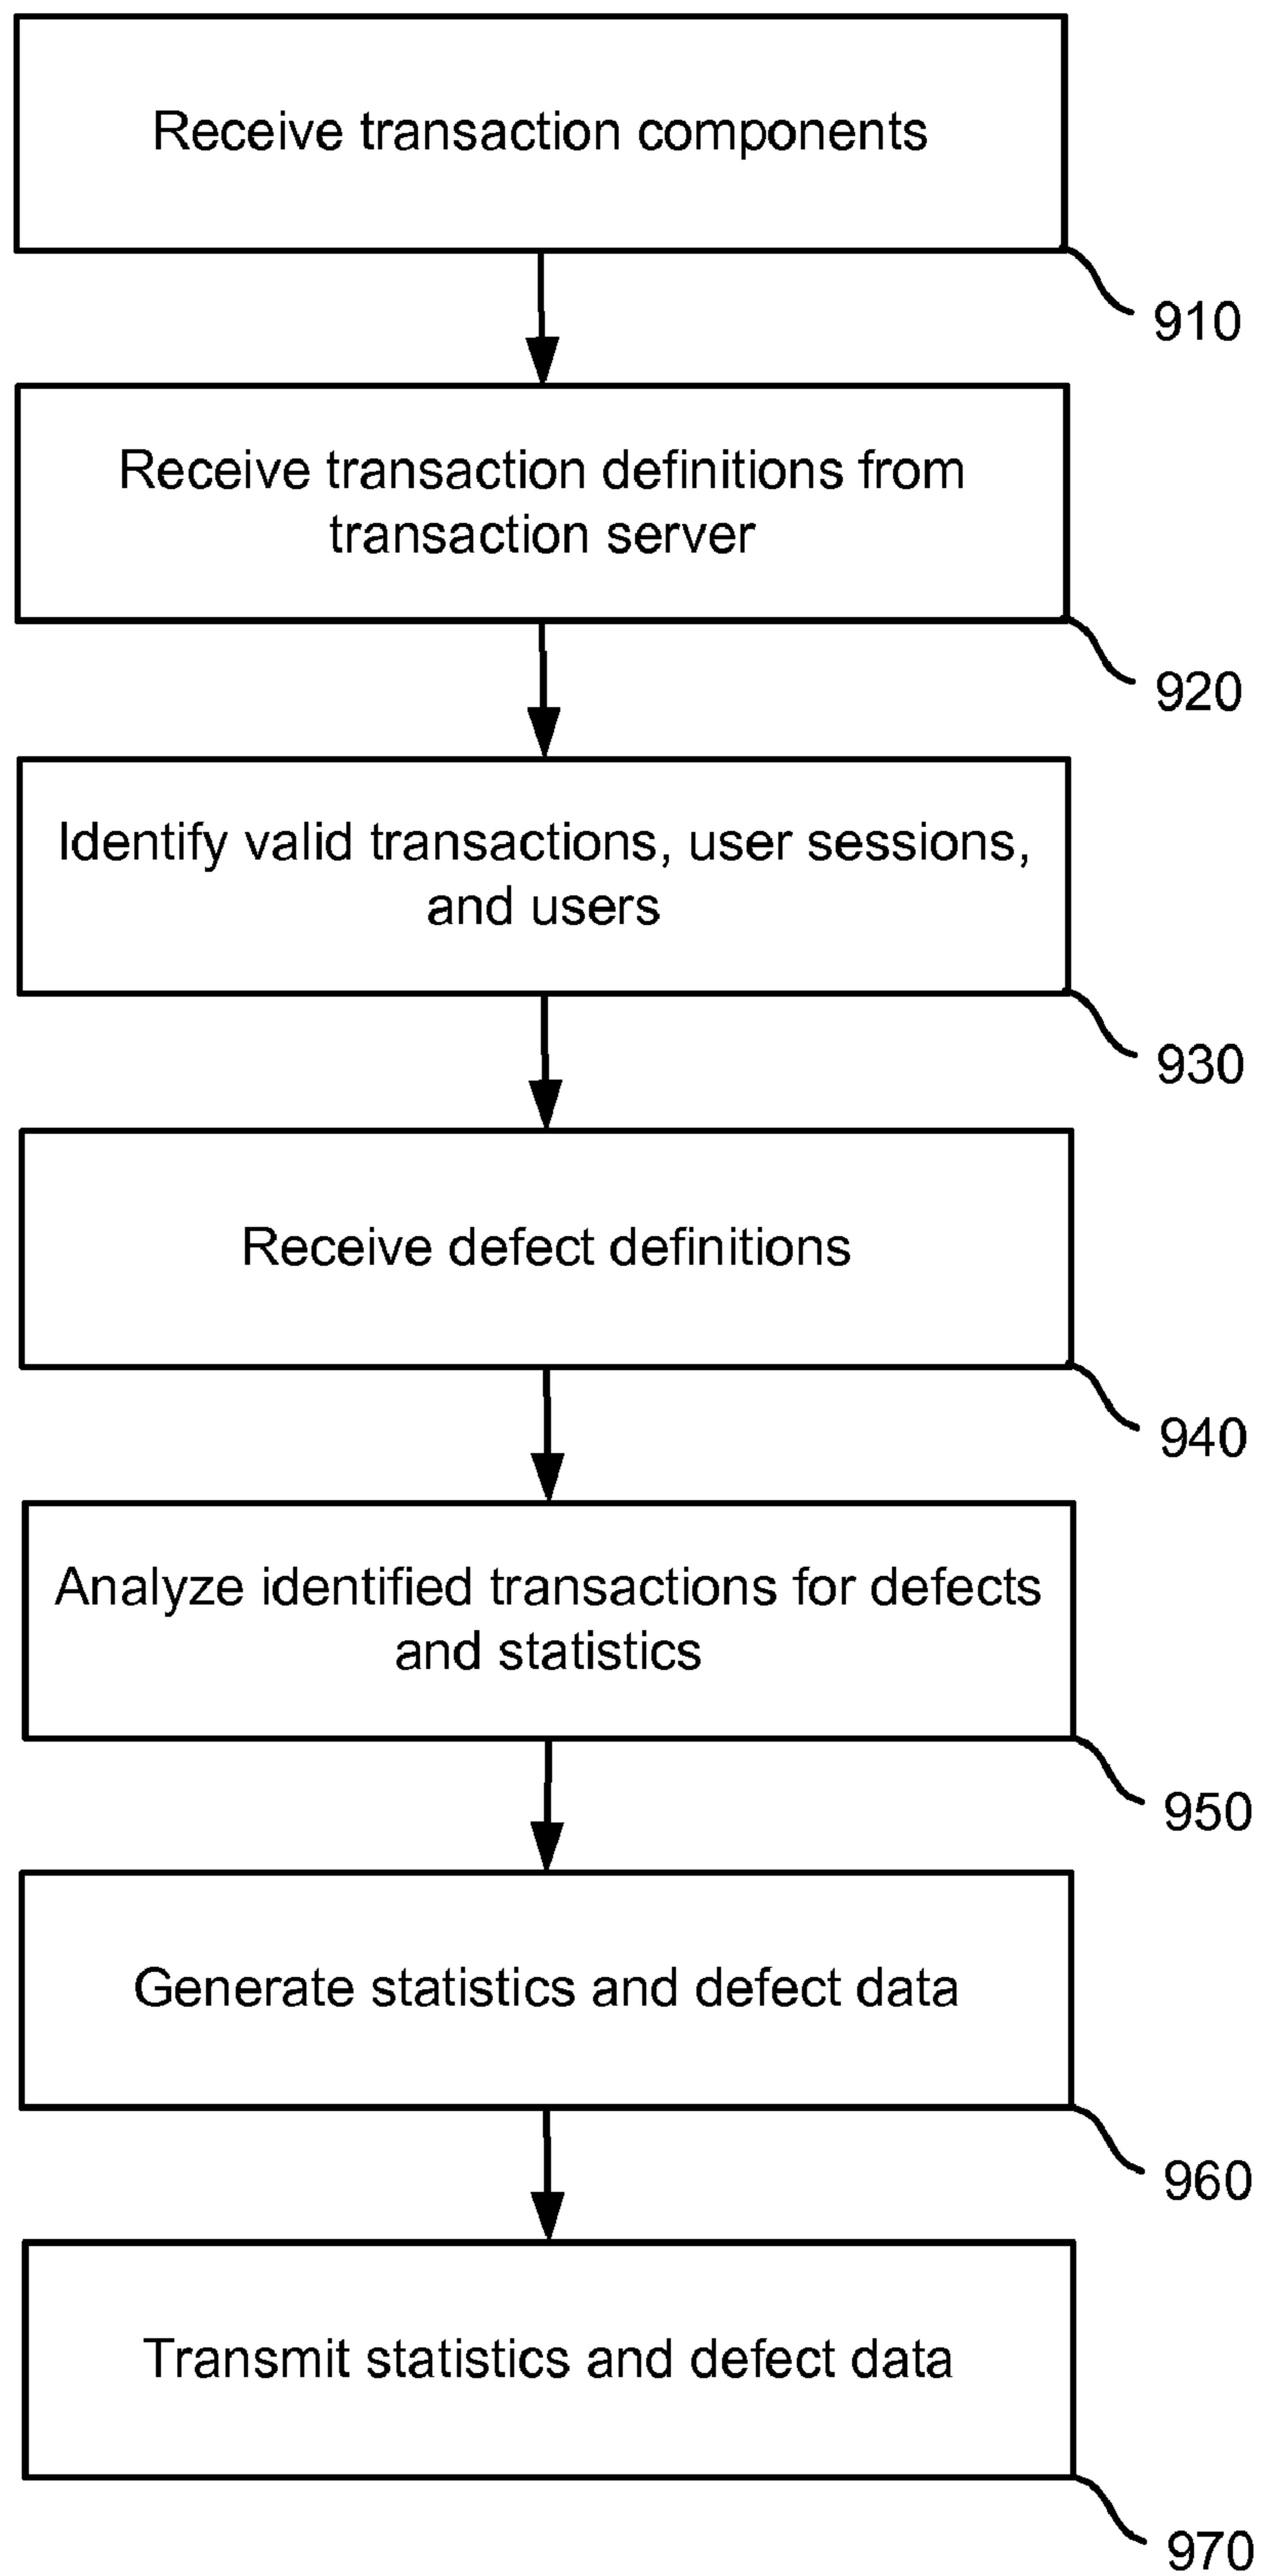 Receive transaction components
910
Receive transaction definitions from
transaction server
920
Identify valid transactions, user sessions,
and users
930
Receive defect definitions
940
Analyze identified transactions for defects
and statistics
950
Generate statistics and defect data
960
Transmit statistics and defect data
970